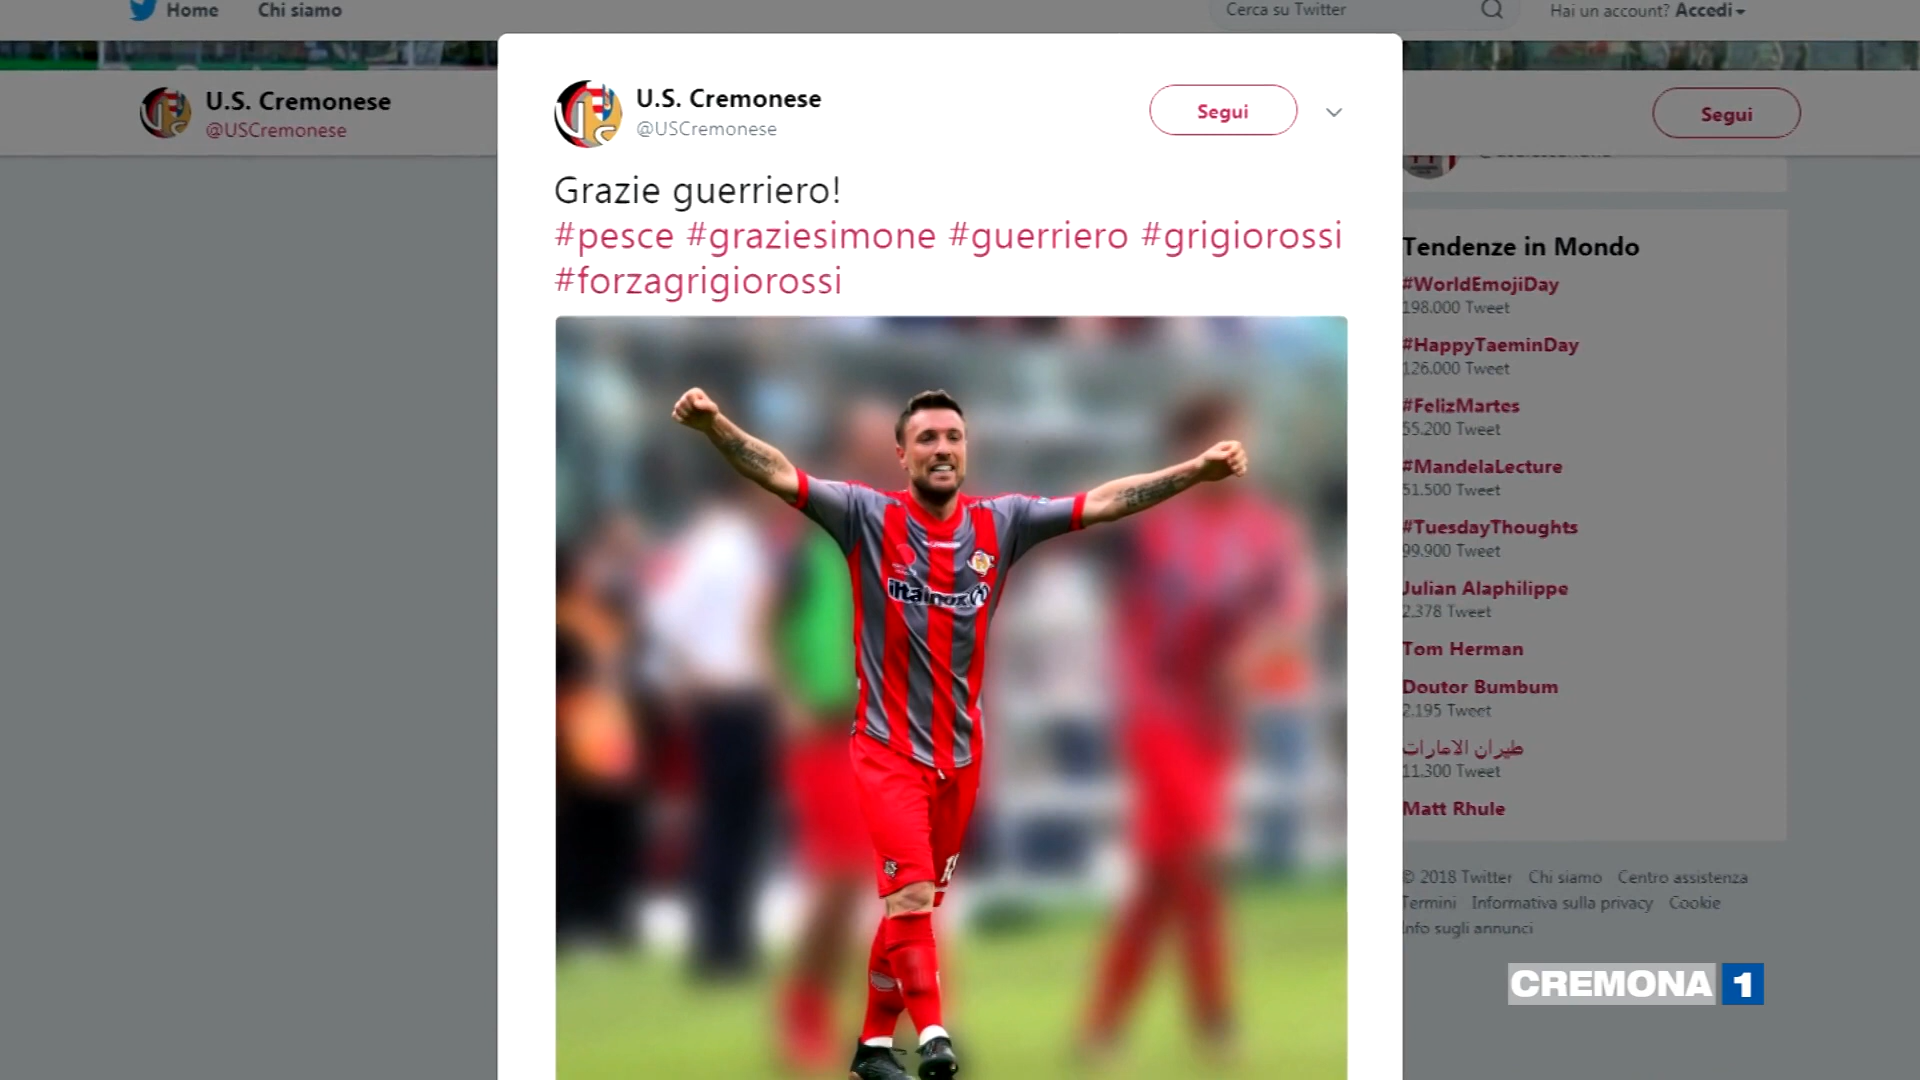 Home Chi siamo
Cerca su Twitter
Hai un account? Accedi
U.S. Cremonese
@USCremonese
Segui
U.S. Cremonese
@USCremonese
Segui
Grazie guerriero!
#pesce #graziesimone #guerriero #grigiorossi
#forzagrigiorossi
iltainox
Tendenze in Mondo
#WorldEmojiDay
198.000 Tweet
#HappyTaeminDay
126.000 Tweet
#FelizMartes
55.200 Tweet
#MandelaLecture
51.500 Tweet
#TuesdayThoughts
99.900 Tweet
Julian Alaphilippe
2.378 Tweet
Tom Herman
Doutor Bumbum
2.195 Tweet
طيران الامارات
11.300 Tweet
Matt Rhule
© 2018 Twitter Chi siamo Centro assistenza
Termini Informativa sulla privacy Cookie
Info sugli annunci
CREMONA 1